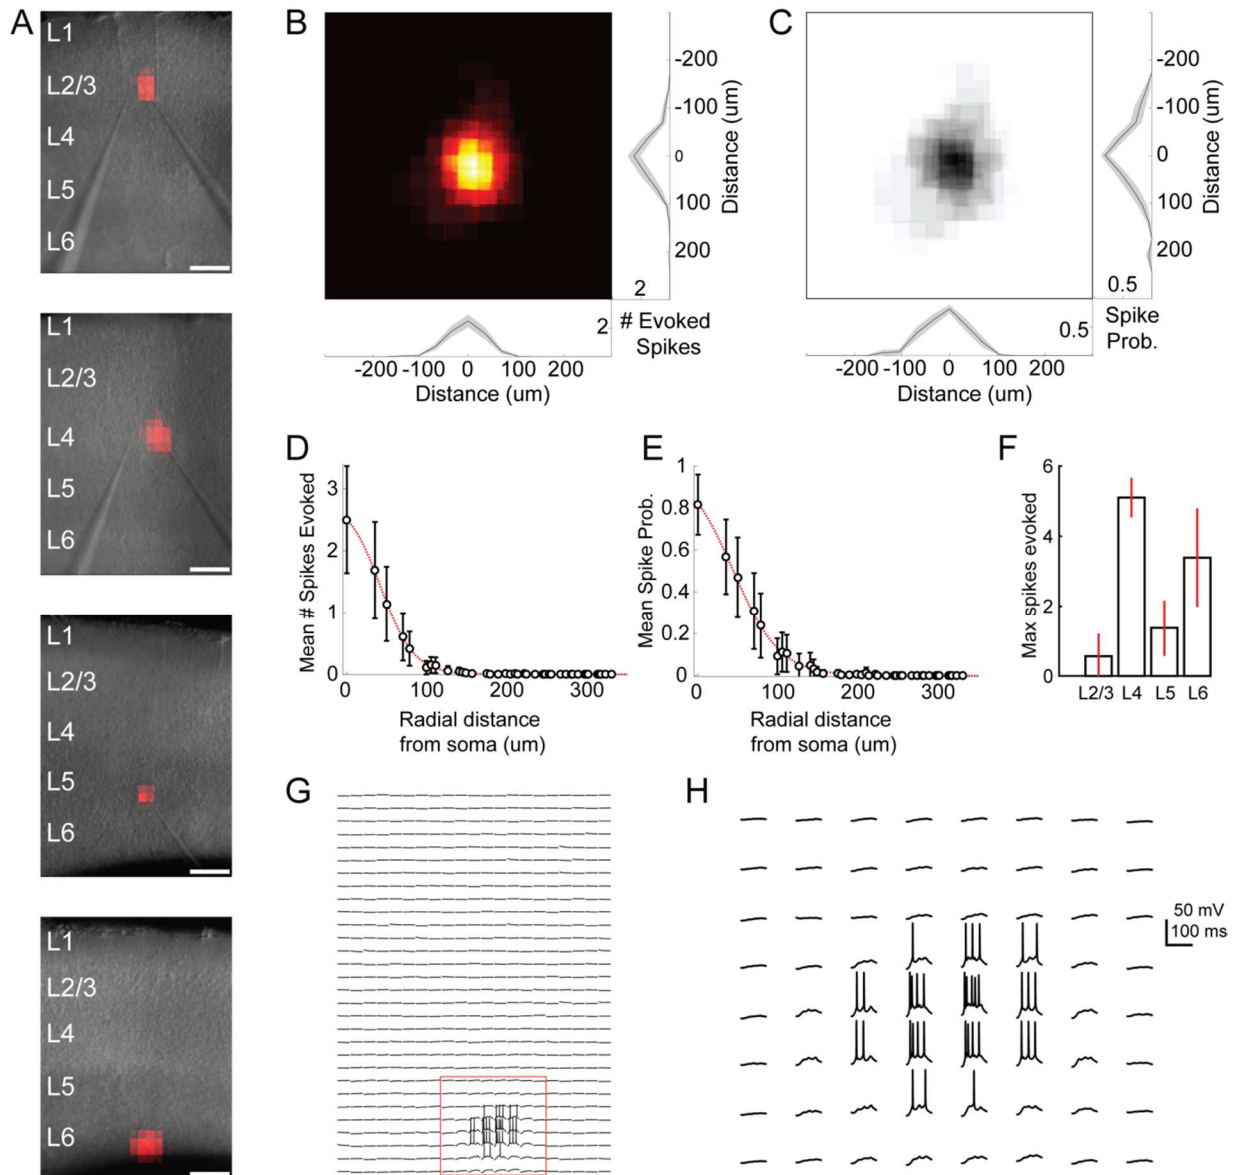 A
L1
L2/3
L4
L5
L6
L1
L2/3
L4
L5
L6
L1
L2/3
L4
L5
L6
L1
L2/3
L4
L5
L6
B
-200
-100
0
100
200
Distance (um)
2
2
# Evoked
Spikes
-200 -100 0 100 200
Distance (um)
C
-200
-100
0
100
200
Distance (um)
0.5
0.5
Spike
Prob.
-200 -100 0 100 200
Distance (um)
D
Mean # Spikes Evoked
3
2
1
0
0 100 200 300
Radial distance
from soma (um)
E
Mean Spike Prob.
1
0.8
0.6
0.4
0.2
0
0 100 200 300
Radial distance
from soma (um)
F
Max spikes evoked
6
4
2
0
L2/3 L4 L5 L6
G
H
50 mV
100 ms